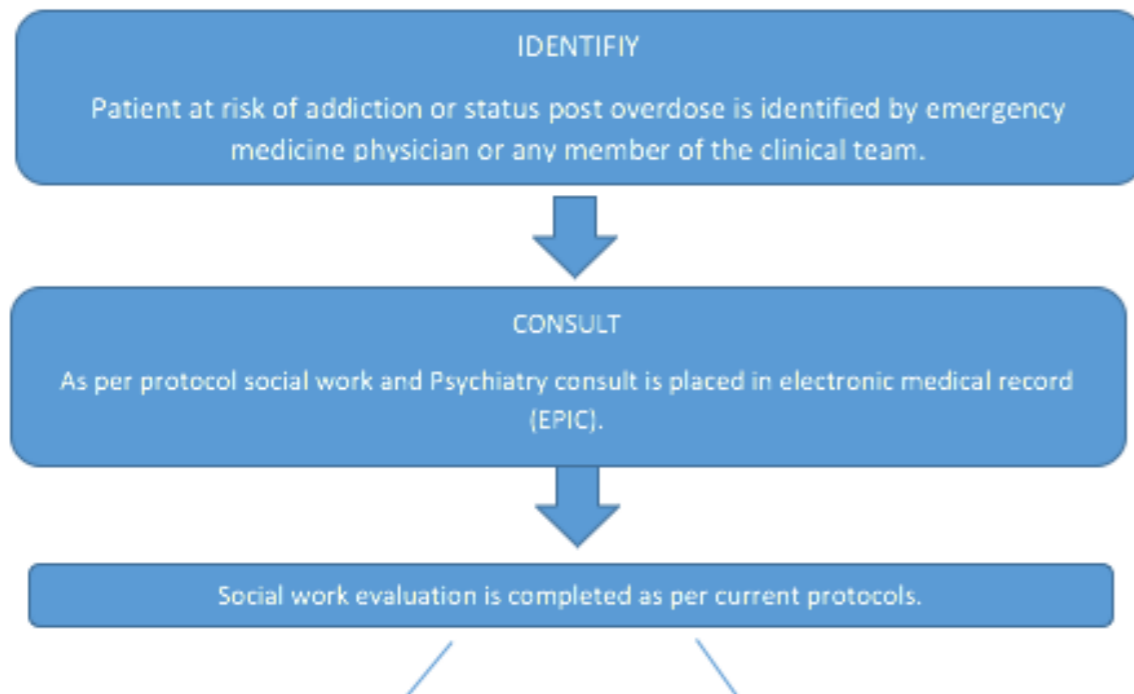 IDENTIFIY
Patient at risk of addiction or status post overdose is identified by emergency
medicine physician or any member of the clinical team.
CONSULT
As per protocol social work and Psychiatry consult is placed in electronic medical record
(EPIC).
Social work evaluation is completed as per current protocols.